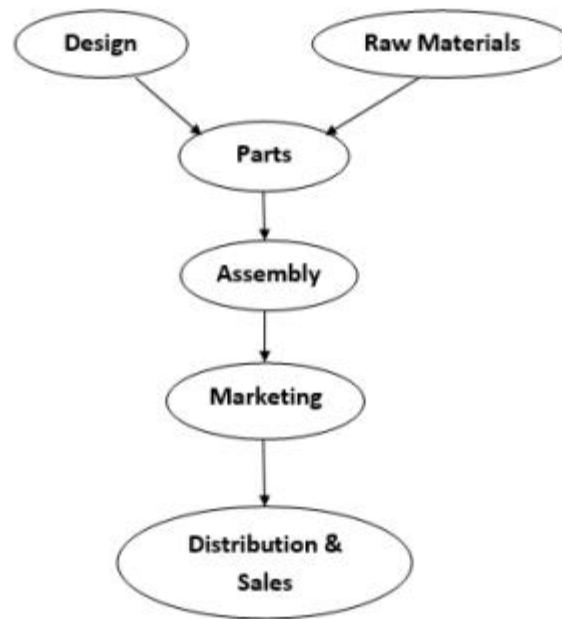 Design
Raw Materials
Parts
Assembly
Marketing
Distribution &
Sales